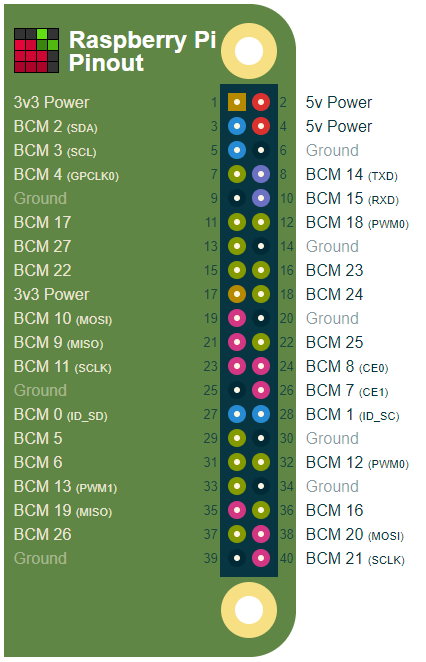 Raspberry Pi
Pinout
3v3 Power 1 2 5v Power
BCM 2 (SDA) 3 4 5v Power
BCM 3 (SCL) 5 6 Ground
BCM 4 (GPCLK0) 7 8 BCM 14 (TXD)
Ground 9 10 BCM 15 (RXD)
BCM 17 11 12 BCM 18 (PWM0)
BCM 27 13 14 Ground
BCM 22 15 16 BCM 23
3v3 Power 17 18 BCM 24
BCM 10 (MOSI) 19 20 Ground
BCM 9 (MISO) 21 22 BCM 25
BCM 11 (SCLK) 23 24 BCM 8 (CE0)
Ground 25 26 BCM 7 (CE1)
BCM 0 (ID_SD) 27 28 BCM 1 (ID_SC)
BCM 5 29 30 Ground
BCM 6 31 32 BCM 12 (PWM0)
BCM 13 (PWM1) 33 34 Ground
BCM 19 (MISO) 35 36 BCM 16
BCM 26 37 38 BCM 20 (MOSI)
Ground 39 40 BCM 21 (SCLK)